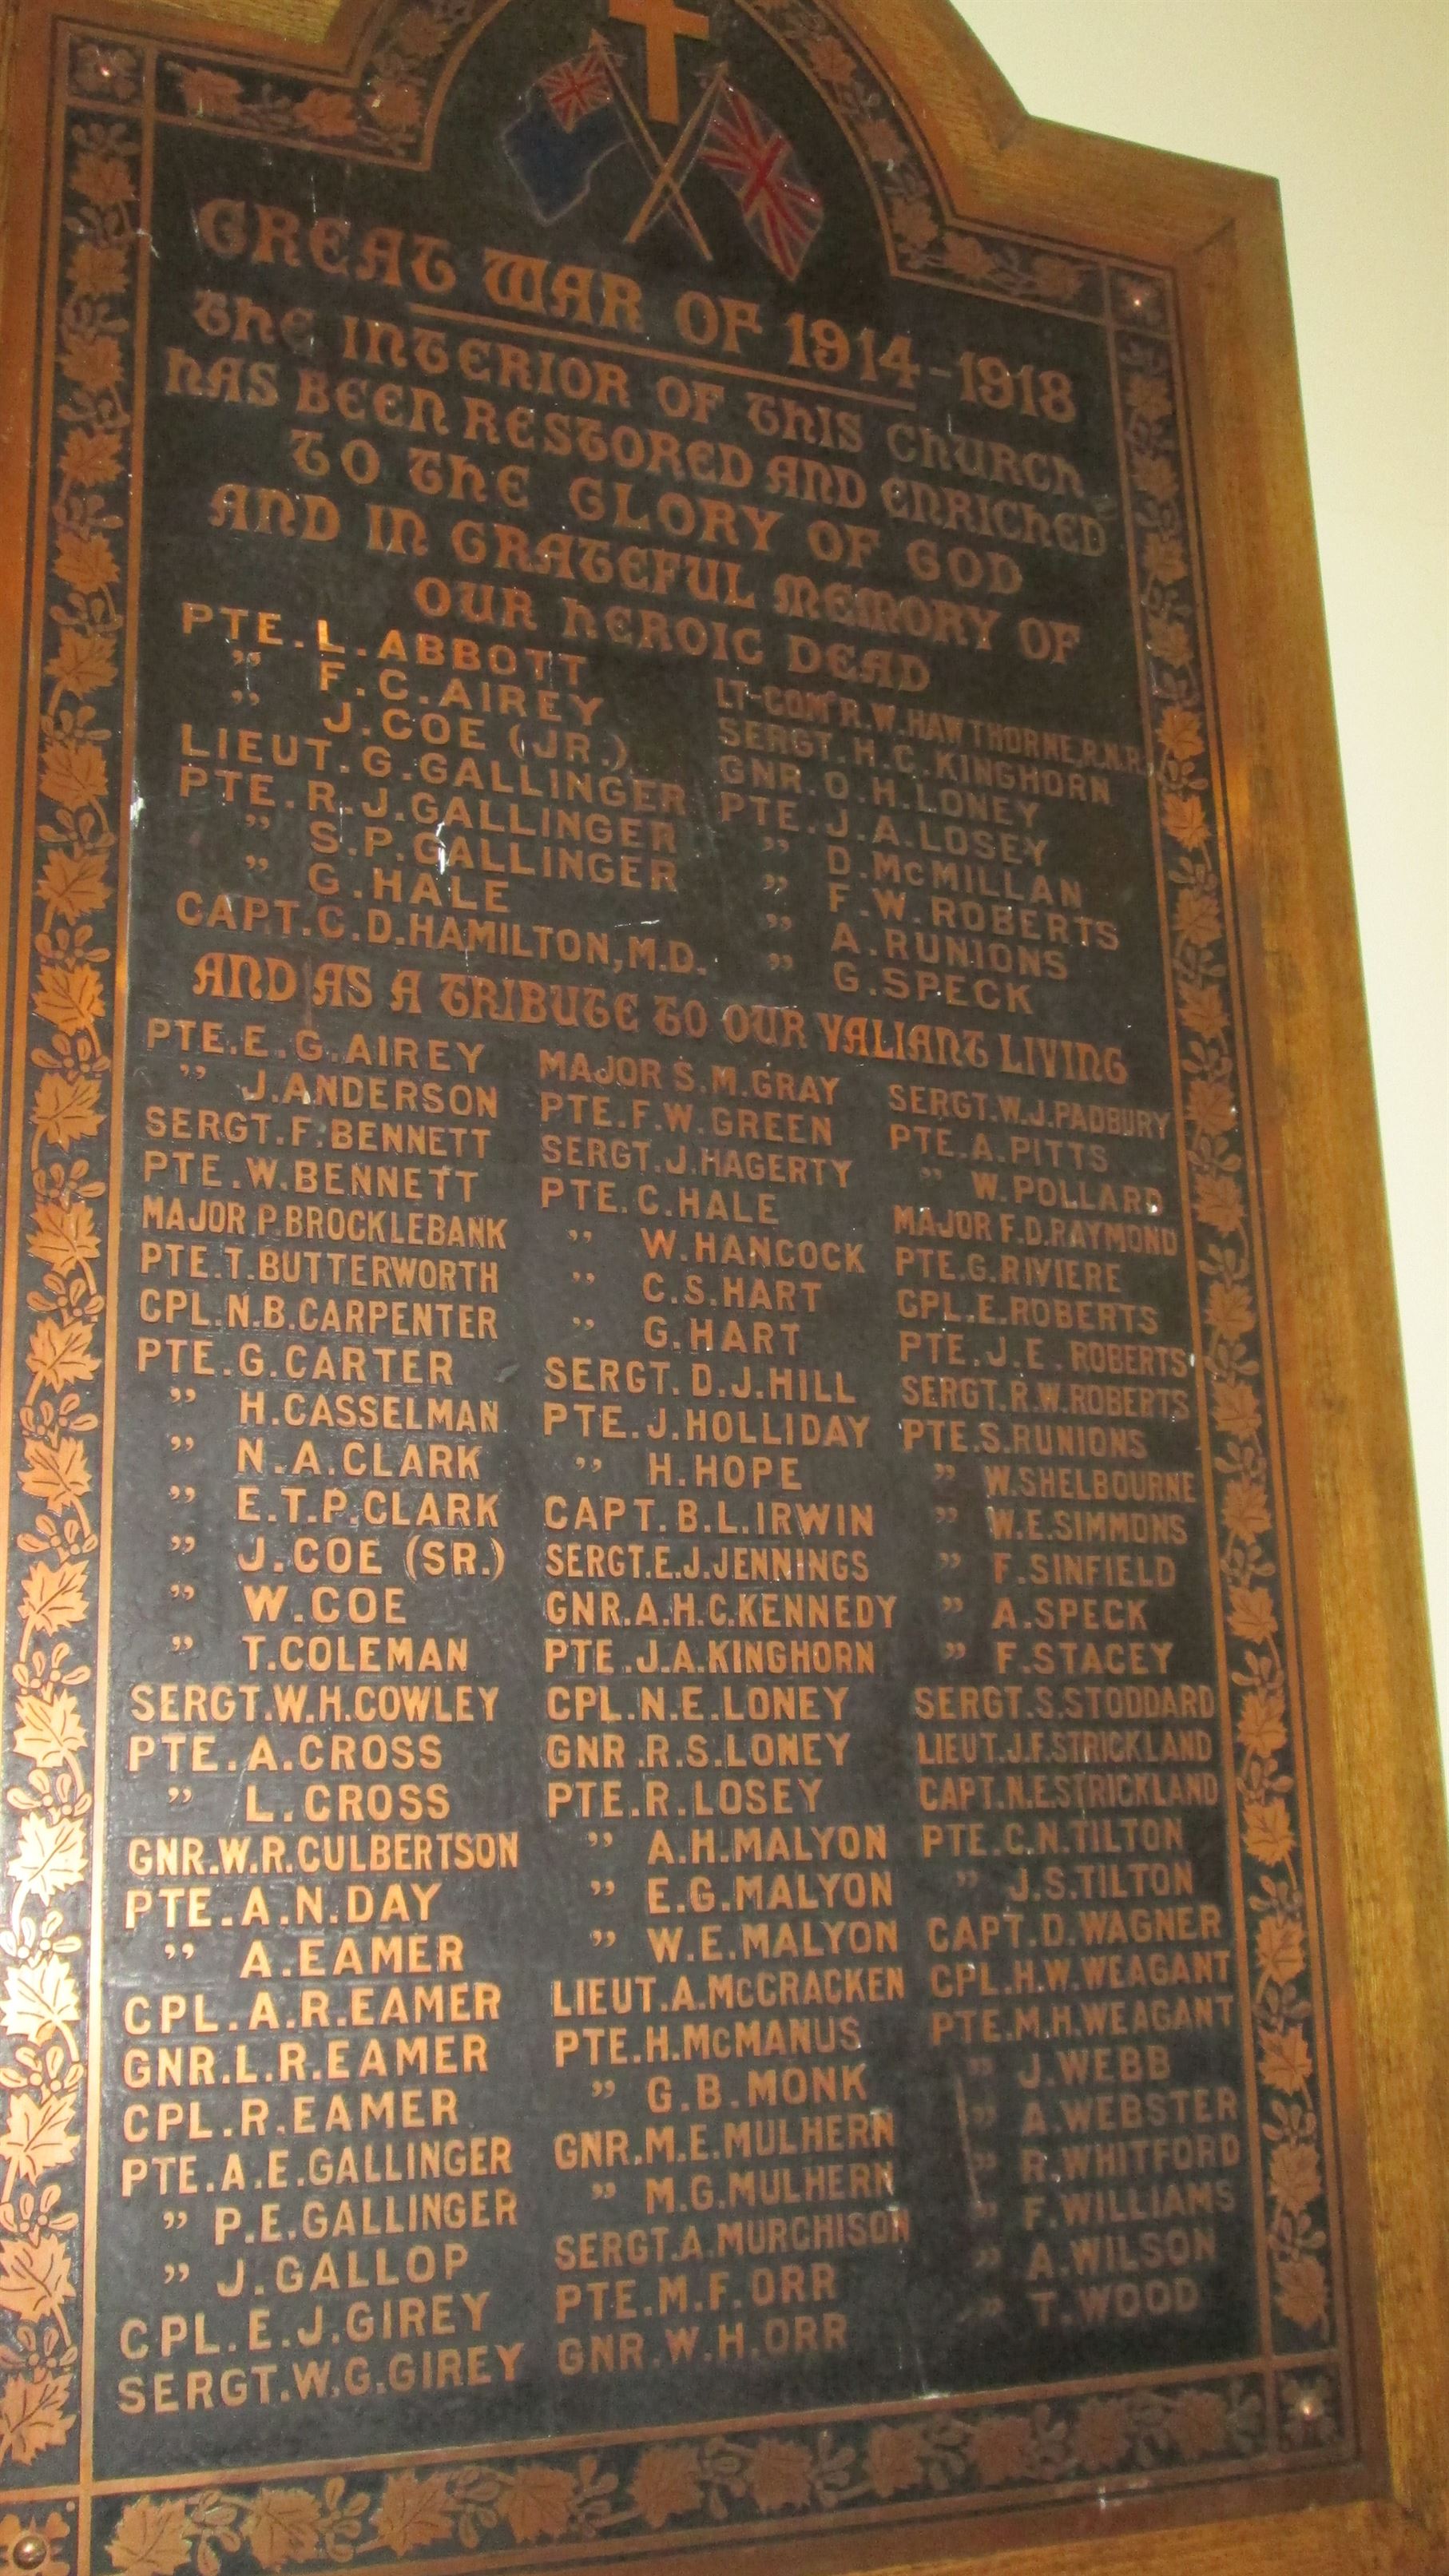 GREAT WAR OF 1914-1918
THE INTERIOR OF THIS CHURCH
HAS BEEN RESTORED AND ENRICHED
TO THE GLORY OF GOD
AND IN GRATEFUL MEMORY OF
OUR HEROIC DEAD
PTE. L. ABBOTT
" F. C. AIREY
" J. COE (JR.)
LIEUT. G. GALLINGER
PTE. R. J. GALLINGER
" S. P. GALLINGER
" G. HALE
CAPT. C. D. HAMILTON, M.D.
LT-COMR R. W. HAWTHORNE, R.N.R.
SERGT. H. C. KINGHORN
GNR. O. H. LONEY
PTE. J. A. LOSEY
" D. McMILLAN
" F. W. ROBERTS
" A. RUNIONS
" G. SPECK
AND AS A TRIBUTE TO OUR VALIANT LIVING
PTE. E. G. AIREY
" J. ANDERSON
SERGT. F. BENNETT
PTE. W. BENNETT
MAJOR P. BROCKLEBANK
PTE. T. BUTTERWORTH
CPL. N. B. CARPENTER
PTE. G. CARTER
" H. CASSELMAN
" N. A. CLARK
" E. T. P. CLARK
" J. COE (SR.)
" W. COE
" T. COLEMAN
SERGT. W. H. COWLEY
PTE. A. CROSS
" L. CROSS
GNR. W. R. CULBERTSON
PTE. A. N. DAY
" A. EAMER
CPL. A. R. EAMER
GNR. L. R. EAMER
CPL. R. EAMER
PTE. A. E. GALLINGER
" P. E. GALLINGER
" J. GALLOP
CPL. E. J. GIREY
SERGT. W. G. GIREY
MAJOR S. M. GRAY
PTE. F. W. GREEN
SERGT. J. HAGERTY
PTE. C. HALE
" W. HANCOCK
" C. S. HART
" G. HART
SERGT. D. J. HILL
PTE. J. HOLLIDAY
" H. HOPE
CAPT. B. L. IRWIN
SERGT. E. J. JENNINGS
GNR. A. H. C. KENNEDY
PTE. J. A. KINGHORN
CPL. N. E. LONEY
GNR. R. S. LONEY
PTE. R. LOSEY
" A. H. MALYON
" E. G. MALYON
" W. E. MALYON
LIEUT. A. McCRACKEN
PTE. H. McMANUS
" G. B. MONK
GNR. M. E. MULHERN
" M. G. MULHERN
SERGT. A. MURCHISON
PTE. M. F. ORR
GNR. W. H. ORR
SERGT. W. J. PADBURY
PTE. A. PITTS
" W. POLLARD
MAJOR F. D. RAYMOND
PTE. G. RIVIERE
CPL. E. ROBERTS
PTE. J. E. ROBERTS
SERGT. R. W. ROBERTS
PTE. S. RUNIONS
" W. SHELBOURNE
" W. E. SIMMONS
" F. SINFIELD
" A. SPECK
" F. STACEY
SERGT. S. STODDARD
LIEUT. J. F. STRICKLAND
CAPT. N. E. STRICKLAND
PTE. C. N. TILTON
" J. S. TILTON
CAPT. D. WAGNER
CPL. H. W. WEAGANT
PTE. M. H. WEAGANT
" J. WEBB
" A. WEBSTER
" R. WHITFORD
" F. WILLIAMS
" A. WILSON
" T. WOOD